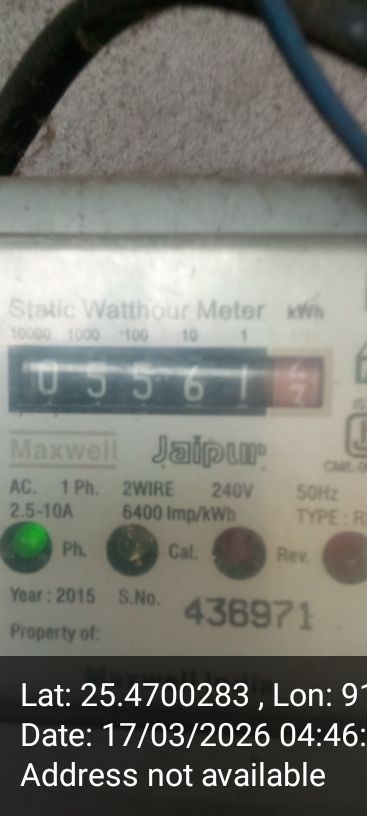 Static Watthour Meter kWh
10000 1000 100 10 1 1/10
0 5 5 6 1
Maxwell Jaipur
AC. 1 Ph. 2WIRE 240V 50Hz
2.5-10A 6400 Imp/kWh TYPE : R
Ph. Cal. Rev.
Year : 2015 S.No. 436971
Property of:
Lat: 25.4700283 , Lon: 91
Date: 17/03/2026 04:46:
Address not available